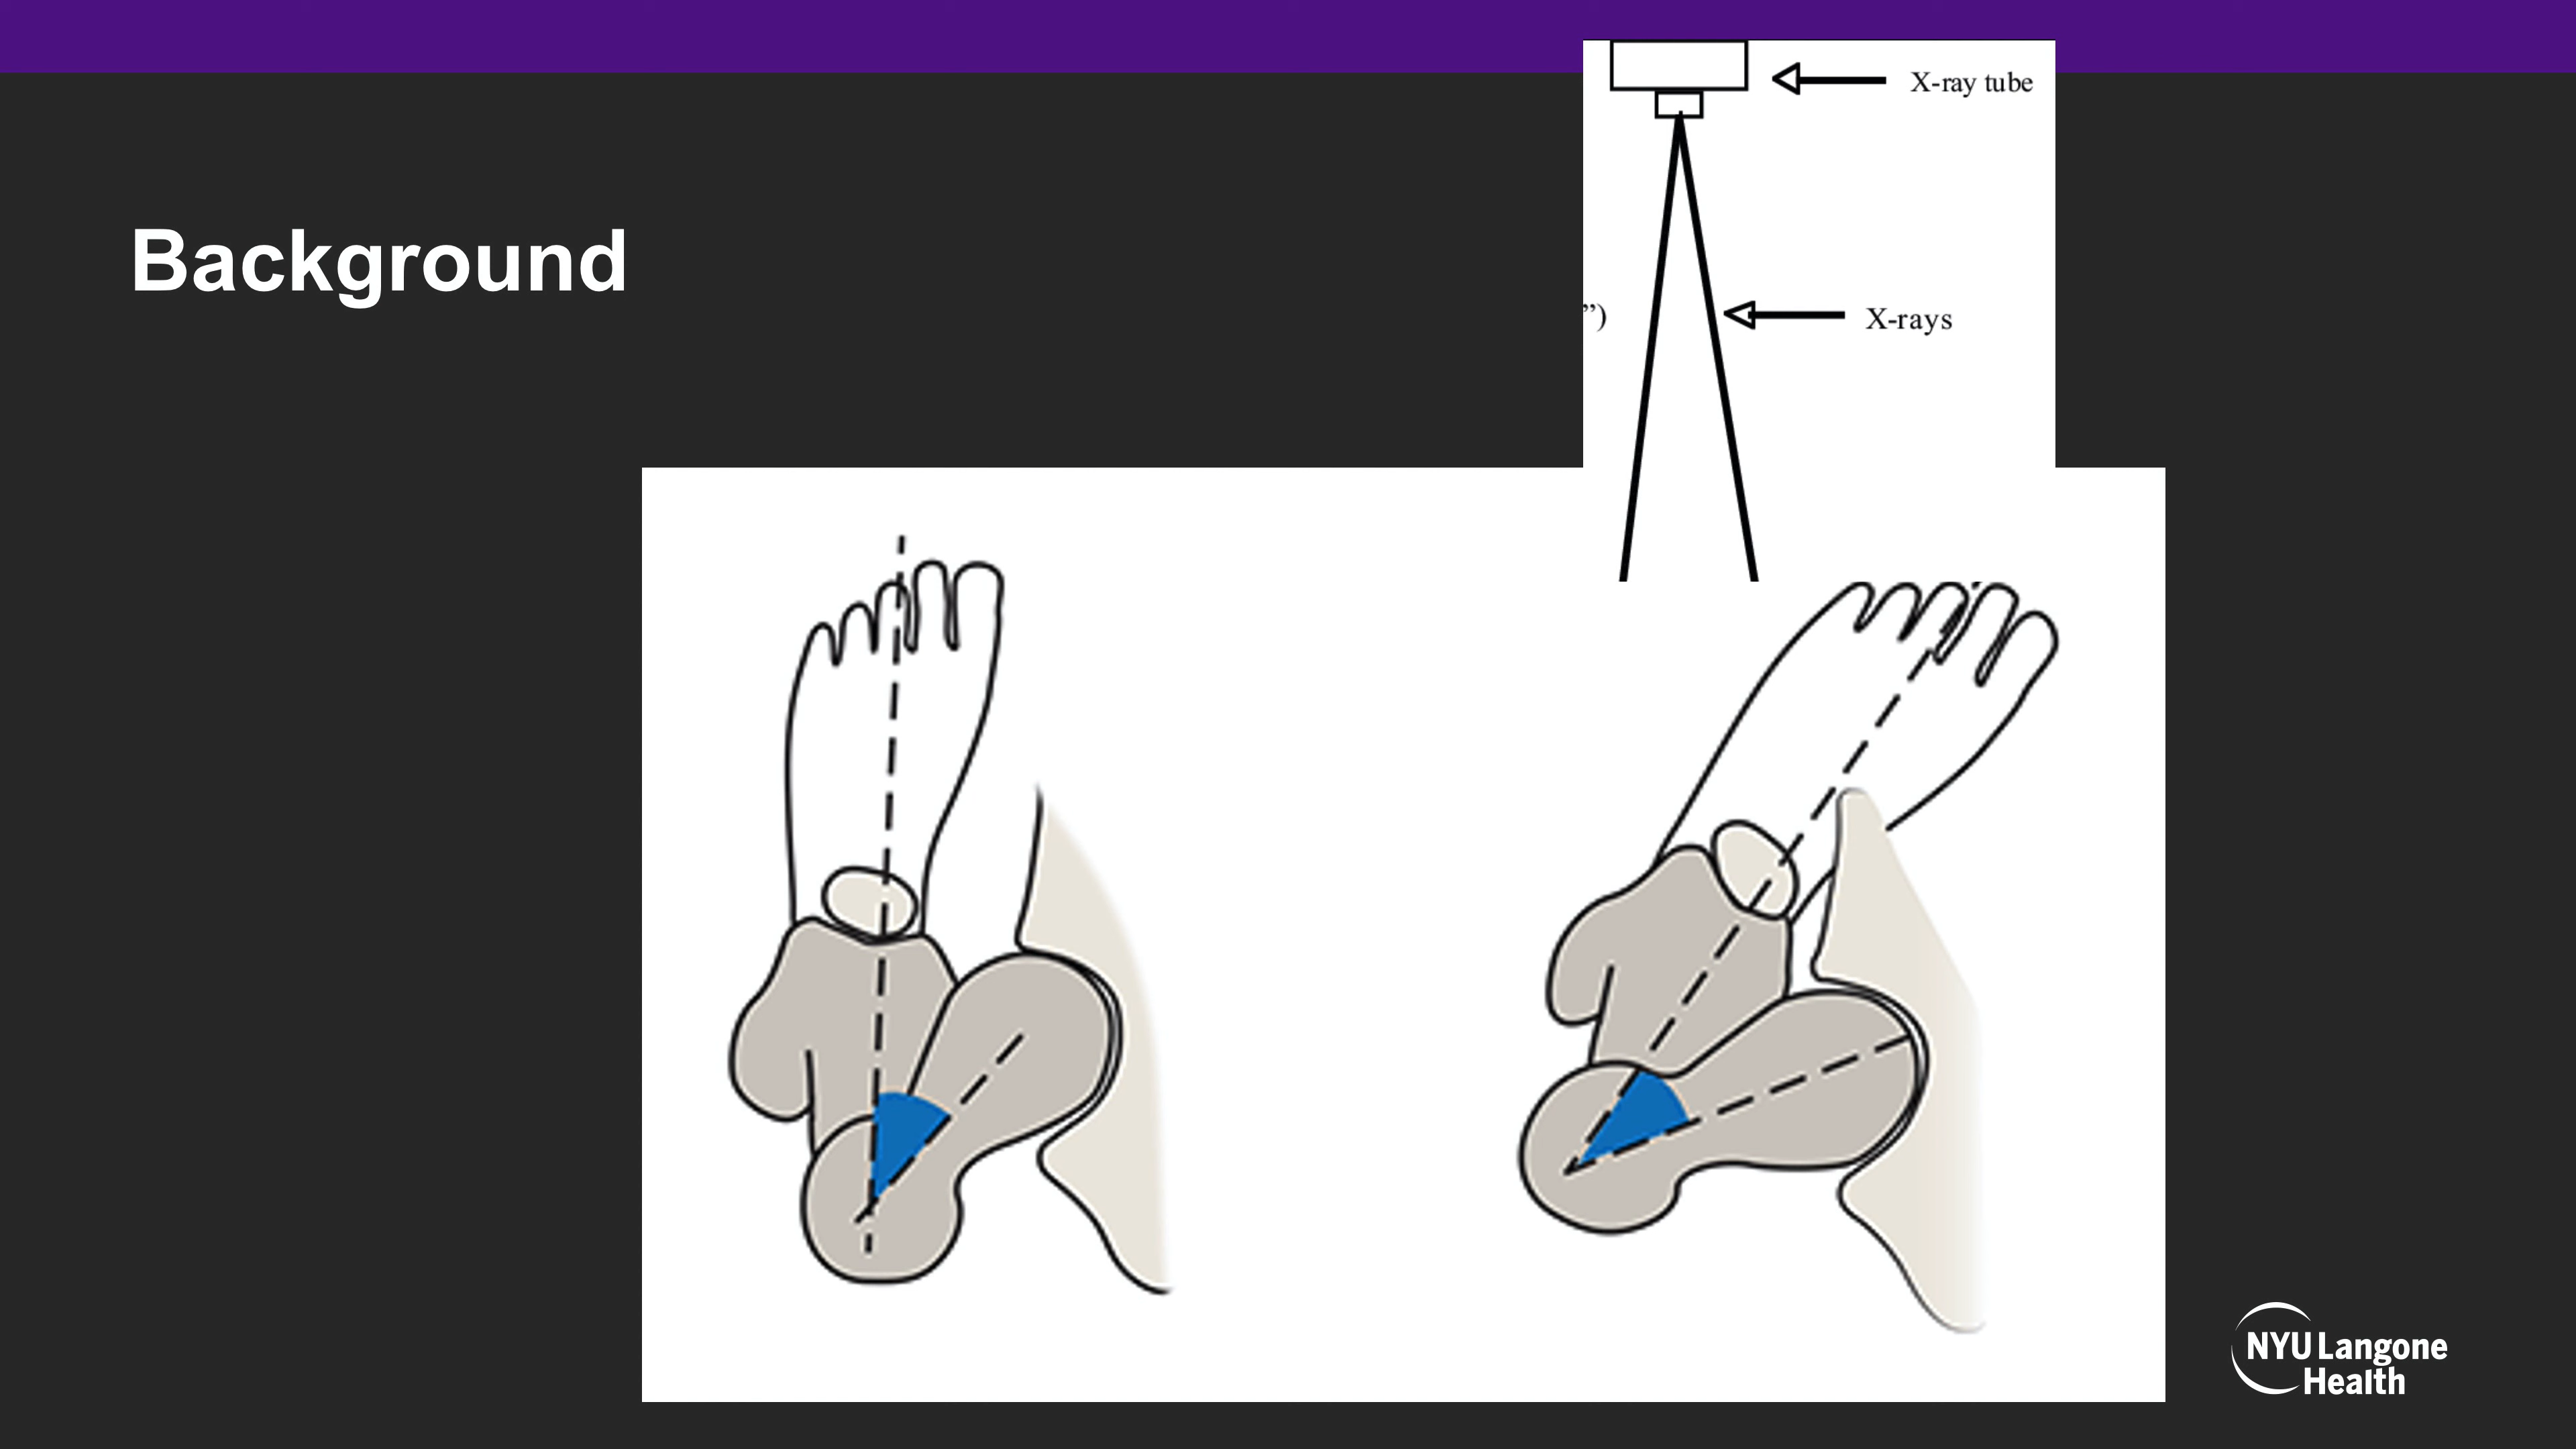 X-ray tube
Background
”)
X-rays
NYU Langone
Health